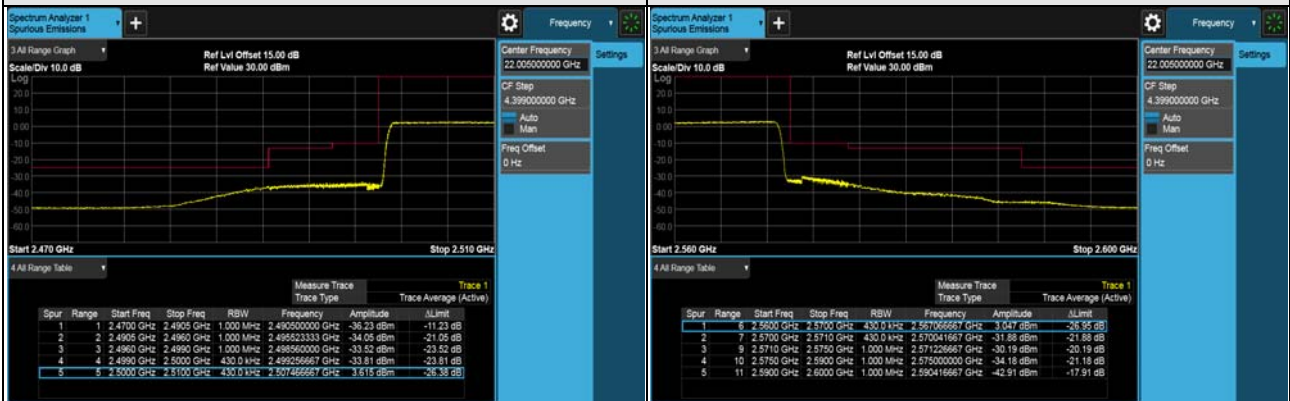 Spectrum Analyzer 1
Spurious Emissions
Frequency
3 All Range Graph
Ref Lvl Offset 15.00 dB
Scale/Div 10.0 dB
Ref Value 30.00 dBm
Log
20.0
10.0
0.00
-10.0
-20.0
-30.0
-40.0
-50.0
-60.0
Start 2.470 GHz
Stop 2.510 GHz
Center Frequency
22.005000000 GHz
Settings
CF Step
4.399000000 GHz
Auto
Man
Freq Offset
0 Hz
4 All Range Table
Measure Trace Trace 1
Trace Type Trace Average (Active)
Spur Range Start Freq Stop Freq RBW Frequency Amplitude ΔLimit
1 1 2.4700 GHz 2.4905 GHz 1.000 MHz 2.490500000 GHz -36.23 dBm -11.23 dB
2 2 2.4905 GHz 2.4960 GHz 1.000 MHz 2.495523333 GHz -34.05 dBm -21.05 dB
3 3 2.4960 GHz 2.4990 GHz 1.000 MHz 2.498560000 GHz -33.52 dBm -23.52 dB
4 4 2.4990 GHz 2.5000 GHz 430.0 kHz 2.499256667 GHz -33.81 dBm -23.81 dB
5 5 2.5000 GHz 2.5100 GHz 430.0 kHz 2.507466667 GHz 3.615 dBm -26.38 dB
Spectrum Analyzer 1
Spurious Emissions
Frequency
3 All Range Graph
Ref Lvl Offset 15.00 dB
Scale/Div 10.0 dB
Ref Value 30.00 dBm
Log
20.0
10.0
0.00
-10.0
-20.0
-30.0
-40.0
-50.0
-60.0
Start 2.560 GHz
Stop 2.600 GHz
Center Frequency
22.005000000 GHz
Settings
CF Step
4.399000000 GHz
Auto
Man
Freq Offset
0 Hz
4 All Range Table
Measure Trace Trace 1
Trace Type Trace Average (Active)
Spur Range Start Freq Stop Freq RBW Frequency Amplitude ΔLimit
1 6 2.5600 GHz 2.5700 GHz 430.0 kHz 2.567066667 GHz 3.047 dBm -26.95 dB
2 7 2.5700 GHz 2.5710 GHz 430.0 kHz 2.570041667 GHz -31.88 dBm -21.88 dB
3 9 2.5710 GHz 2.5750 GHz 1.000 MHz 2.571226667 GHz -30.19 dBm -20.19 dB
4 10 2.5750 GHz 2.5900 GHz 1.000 MHz 2.575000000 GHz -34.18 dBm -21.18 dB
5 11 2.5900 GHz 2.6000 GHz 1.000 MHz 2.590416667 GHz -42.91 dBm -17.91 dB